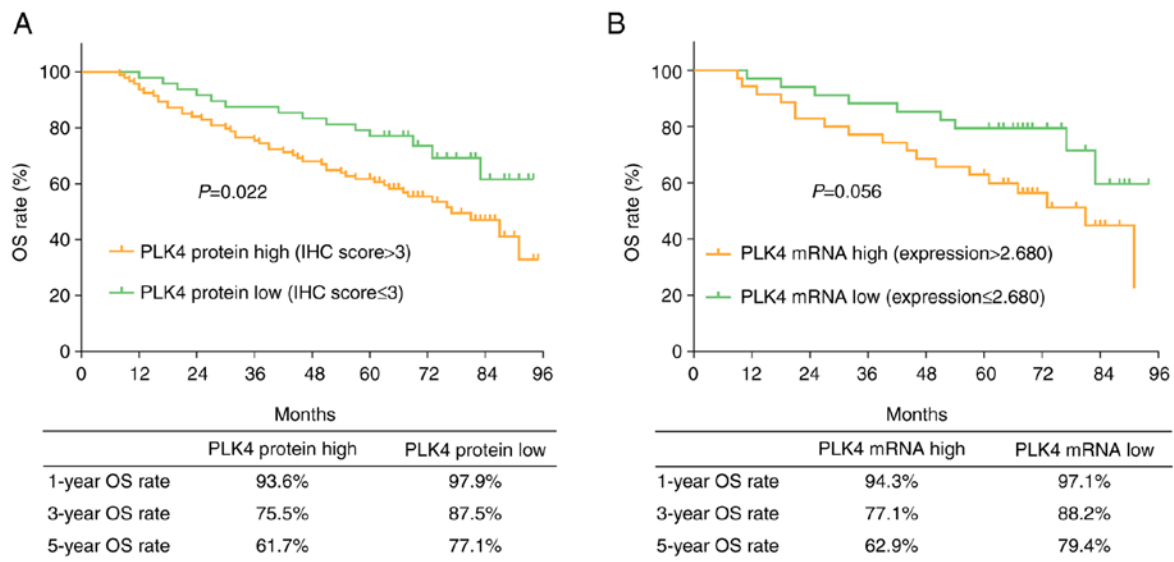 A
100
80
60
40
20
0
OS rate (%)
P=0.022
PLK4 protein high (IHC score>3)
PLK4 protein low (IHC score≤3)
0 12 24 36 48 60 72 84 96
Months
PLK4 protein high PLK4 protein low
1-year OS rate 93.6% 97.9%
3-year OS rate 75.5% 87.5%
5-year OS rate 61.7% 77.1%
B
100
80
60
40
20
0
OS rate (%)
P=0.056
PLK4 mRNA high (expression>2.680)
PLK4 mRNA low (expression≤2.680)
0 12 24 36 48 60 72 84 96
Months
PLK4 mRNA high PLK4 mRNA low
1-year OS rate 94.3% 97.1%
3-year OS rate 77.1% 88.2%
5-year OS rate 62.9% 79.4%